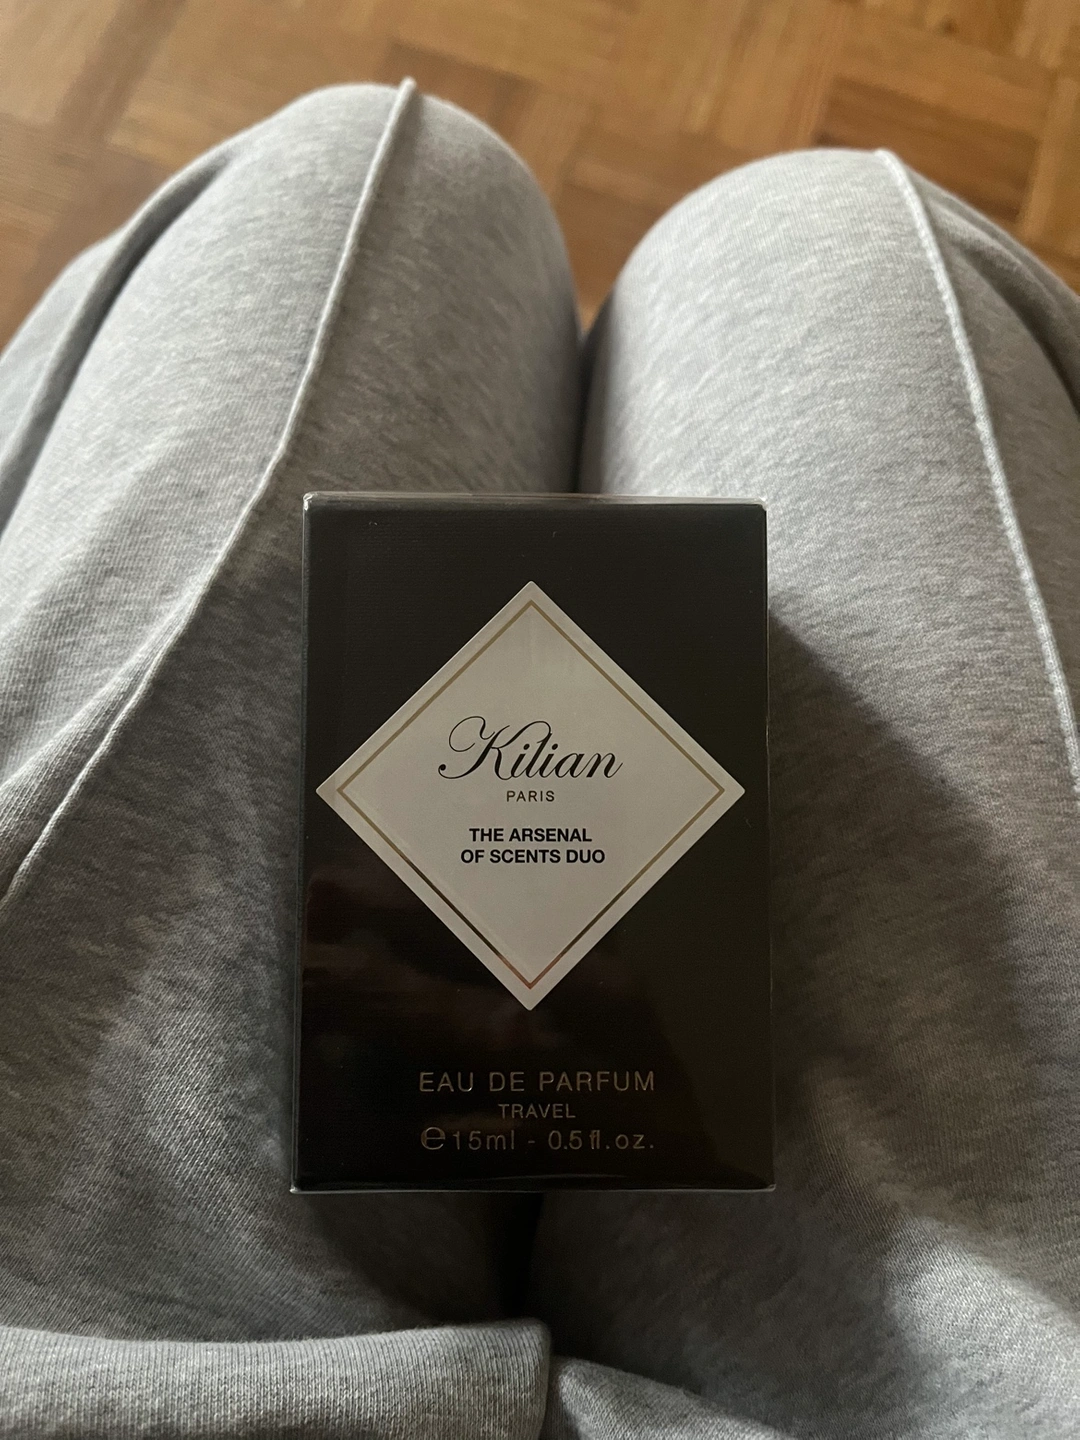 Kilian
PARIS
THE ARSENAL
OF SCENTS DUO
EAU DE PARFUM
TRAVEL
℮15ml - 0.5 fl.oz.